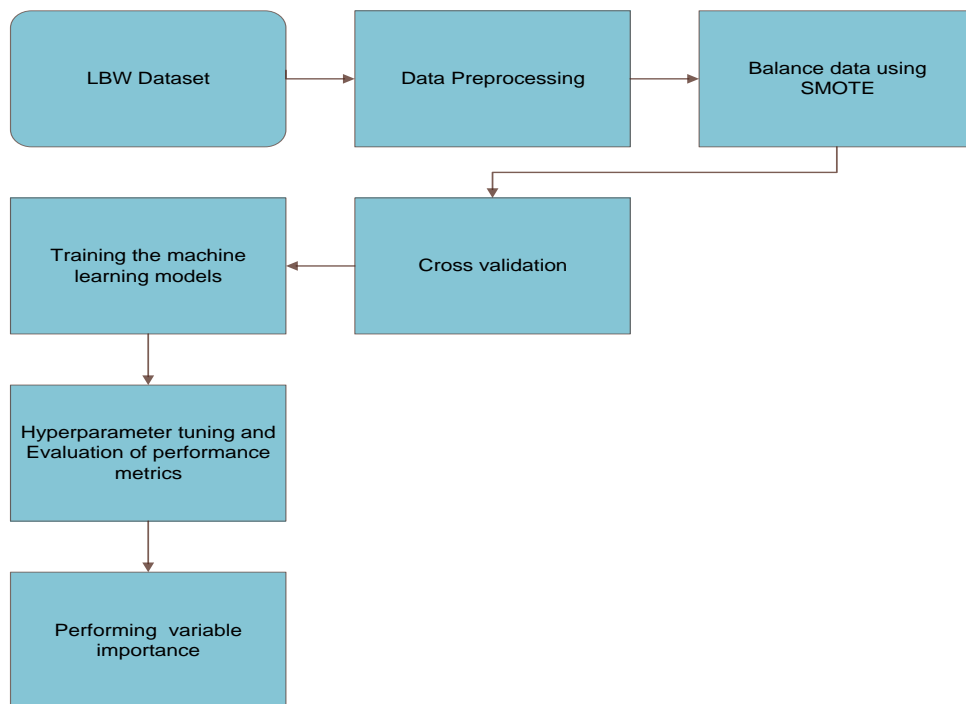 LBW Dataset
Data Preprocessing
Balance data using
SMOTE
Cross validation
Training the machine
learning models
Hyperparameter tuning and
Evaluation of performance
metrics
Performing variable
importance